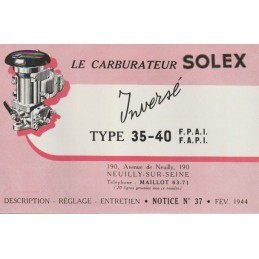 LE CARBURATEUR SOLEX
Inversé
TYPE 35-40 F.P.A.I.
F.A.P.I.
190, Avenue de Neuilly, 190
NEUILLY-SUR-SEINE
Téléphone : MAILLOT 63-71
DESCRIPTION - RÉGLAGE - ENTRETIEN • NOTICE N° 37 • FEV. 1944